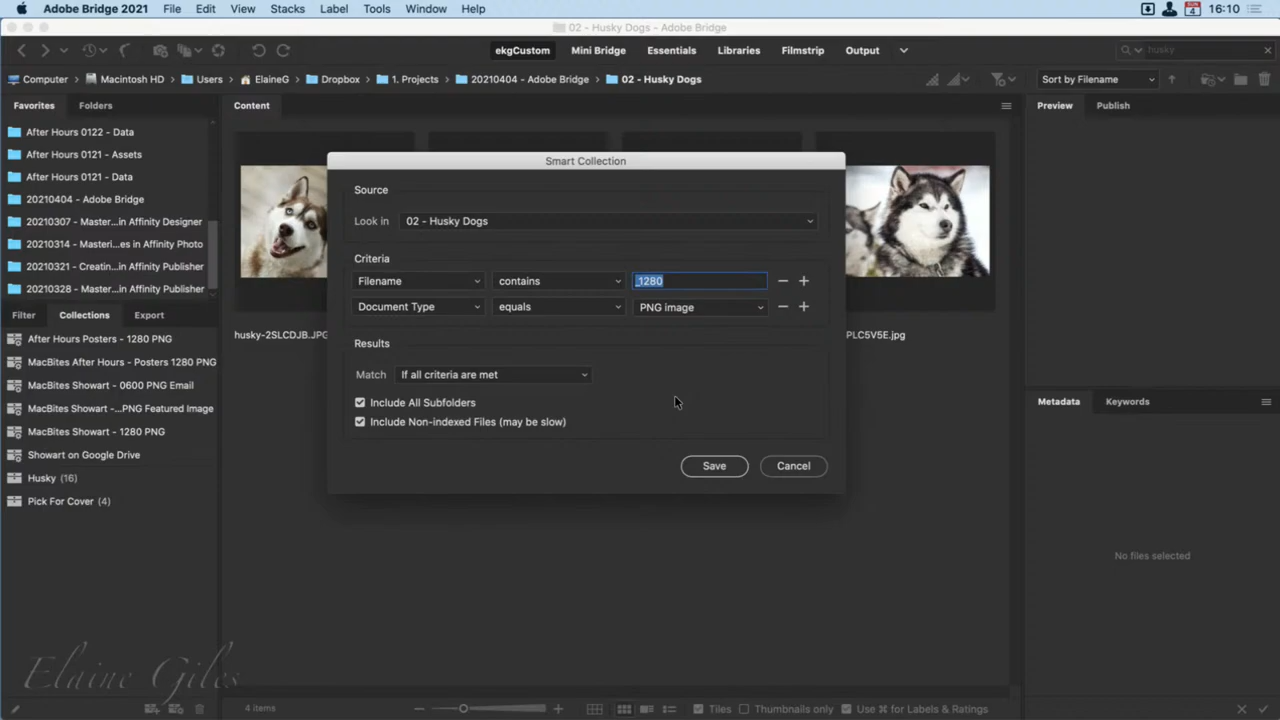 Adobe Bridge 2021 File Edit View Stacks Label Tools Window Help 4 16:10
02 - Husky Dogs - Adobe Bridge
ekgCustom Mini Bridge Essentials Libraries Filmstrip Output husky
Computer Macintosh HD Users ElaineG Dropbox 1. Projects 20210404 - Adobe Bridge 02 - Husky Dogs Sort by Filename
Favorites Folders Content Preview Publish
After Hours 0122 - Data
After Hours 0121 - Assets
After Hours 0121 - Data
20210404 - Adobe Bridge
20210307 - Master...in Affinity Designer
20210314 - Masteri...es in Affinity Photo
20210321 - Creatin...in Affinity Publisher
20210328 - Master...in Affinity Publisher
Filter Collections Export
After Hours Posters - 1280 PNG
MacBites After Hours - Posters 1280 PNG
MacBites Showart - 0600 PNG Email
MacBites Showart -...PNG Featured Image
MacBites Showart - 1280 PNG
Showart on Google Drive
Husky (16)
Pick For Cover (4)
Smart Collection
Source
Look in 02 - Husky Dogs
Criteria
Filename contains _1280
Document Type equals PNG image
Results
Match If all criteria are met
Include All Subfolders
Include Non-indexed Files (may be slow)
Save Cancel
husky-2SLCDJB.JPG
PLC5V5E.jpg
Metadata Keywords
No files selected
Elaine Giles
4 items Tiles Thumbnails only Use ⌘ for Labels & Ratings